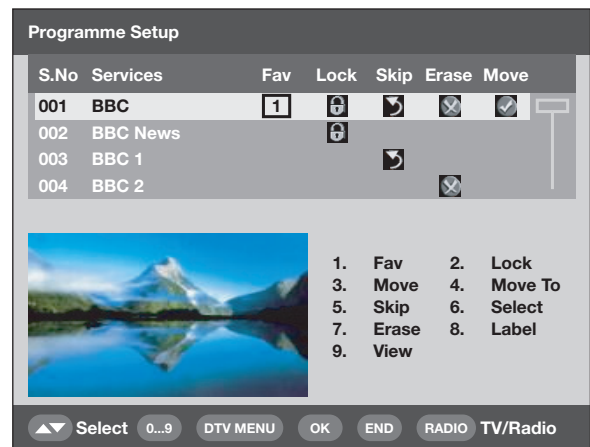 Programme Setup
S.No Services Fav Lock Skip Erase Move
001 BBC 1
002 BBC News
003 BBC 1
004 BBC 2
1. Fav 2. Lock
3. Move 4. Move To
5. Skip 6. Select
7. Erase 8. Label
9. View
Select 0...9 DTV MENU OK END RADIO TV/Radio